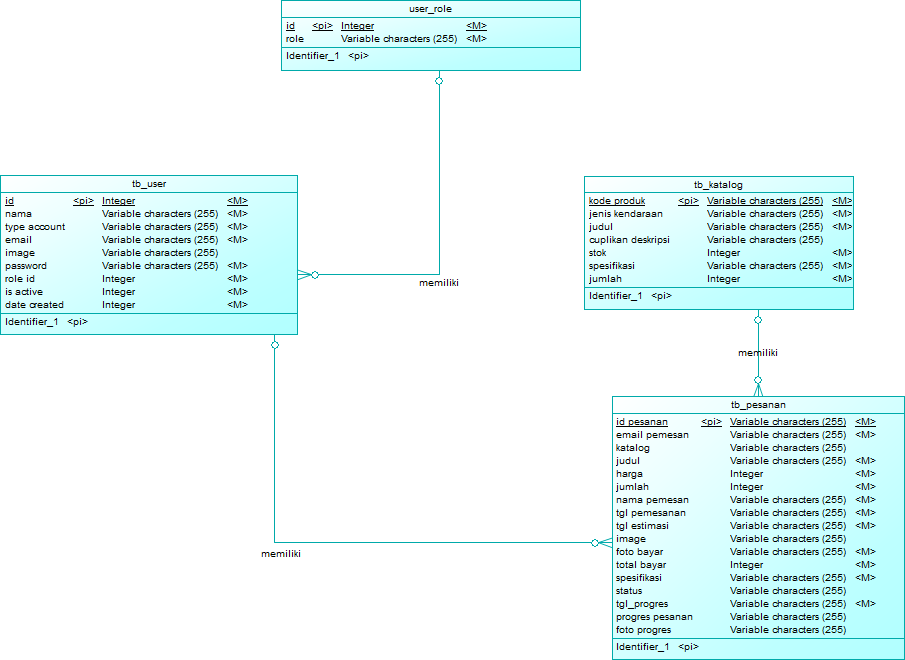 user_role
id <pi> Integer <M>
role Variable characters (255) <M>
Identifier_1 <pi>
tb_user
id <pi> Integer <M>
nama Variable characters (255) <M>
type account Variable characters (255) <M>
email Variable characters (255) <M>
image Variable characters (255)
password Variable characters (255) <M>
role id Integer <M>
is active Integer <M>
date created Integer <M>
Identifier_1 <pi>
memiliki
tb_katalog
kode produk <pi> Variable characters (255) <M>
jenis kendaraan Variable characters (255) <M>
judul Variable characters (255) <M>
cuplikan deskripsi Variable characters (255)
stok Integer <M>
spesifikasi Variable characters (255) <M>
jumlah Integer <M>
Identifier_1 <pi>
memiliki
tb_pesanan
id pesanan <pi> Variable characters (255) <M>
email pemesan Variable characters (255) <M>
katalog Variable characters (255)
judul Variable characters (255) <M>
harga Integer <M>
jumlah Integer <M>
nama pemesan Variable characters (255) <M>
tgl pemesanan Variable characters (255) <M>
tgl estimasi Variable characters (255) <M>
image Variable characters (255)
foto bayar Variable characters (255) <M>
total bayar Integer <M>
spesifikasi Variable characters (255) <M>
status Variable characters (255)
tgl_progres Variable characters (255) <M>
progres pesanan Variable characters (255)
foto progres Variable characters (255)
Identifier_1 <pi>
memiliki